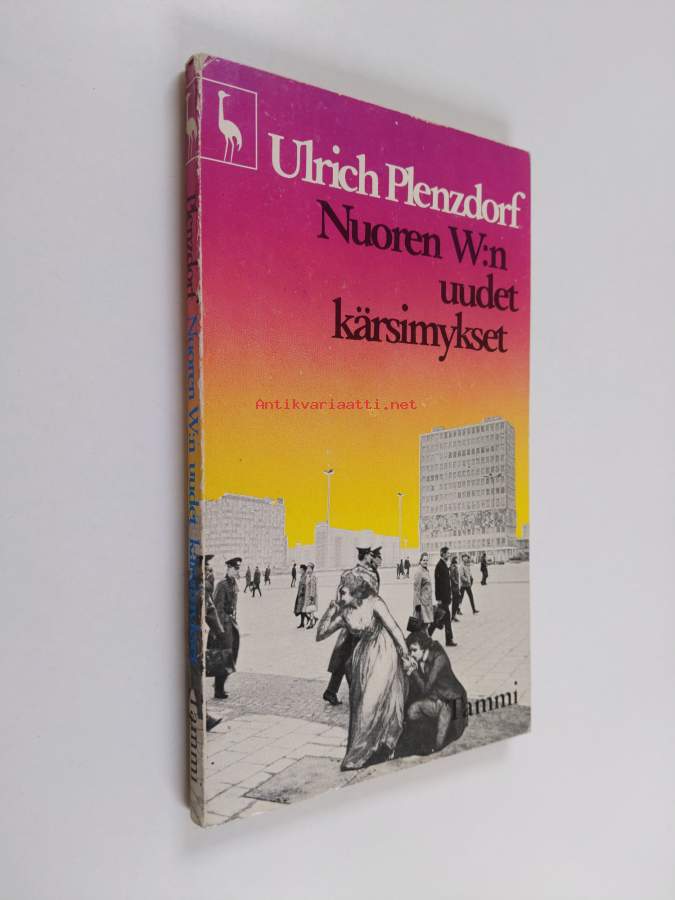 Ulrich Plenzdorf
Nuoren W:n
uudet
kärsimykset
Antikvariaatti.net
Tammi
Plenzdorf Nuoren W:n uudet kärsimykset Tammi